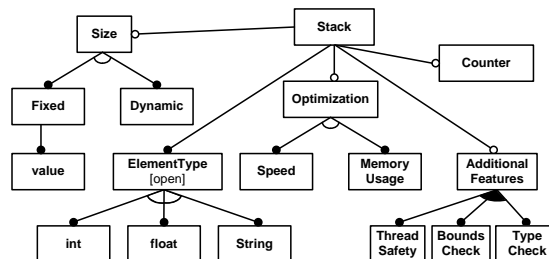 Stack
Size
Counter
Optimization
Fixed
Dynamic
value
ElementType
[open]
Speed
Memory
Usage
Additional
Features
int
float
String
Thread
Safety
Bounds
Check
Type
Check